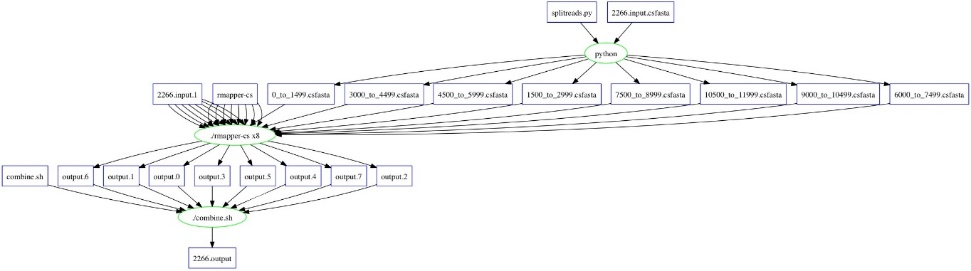 splitreads.py
2266.input.csfasta
python
2266.input.1
rmapper-cs
0_to_1499.csfasta
3000_to_4499.csfasta
4500_to_5999.csfasta
1500_to_2999.csfasta
7500_to_8999.csfasta
10500_to_11999.csfasta
9000_to_10499.csfasta
6000_to_7499.csfasta
./rmapper-cs x8
combine.sh
output.6
output.1
output.0
output.3
output.5
output.4
output.7
output.2
./combine.sh
2266.output